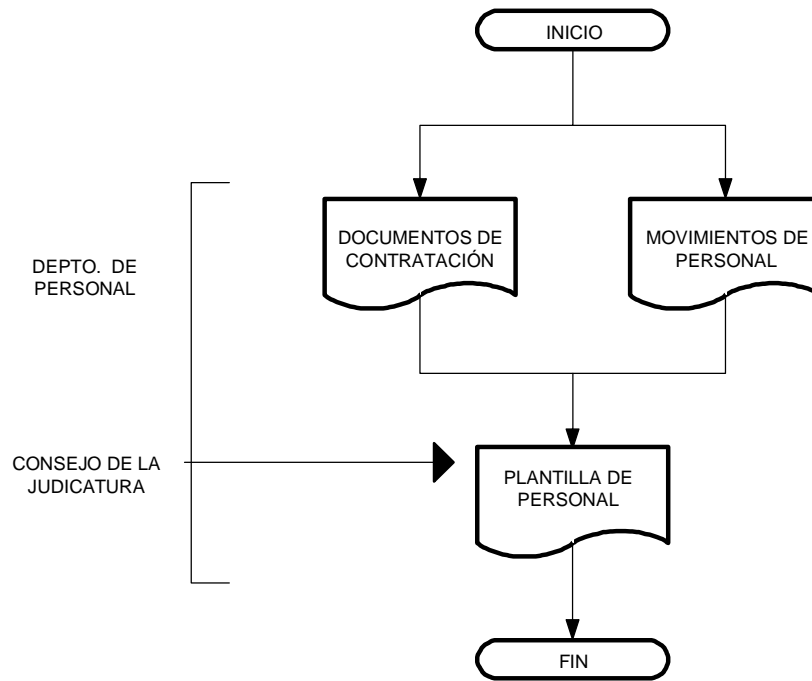 INICIO
DOCUMENTOS DE
CONTRATACIÓN
MOVIMIENTOS DE
PERSONAL
DEPTO. DE
PERSONAL
CONSEJO DE LA
JUDICATURA
PLANTILLA DE
PERSONAL
FIN